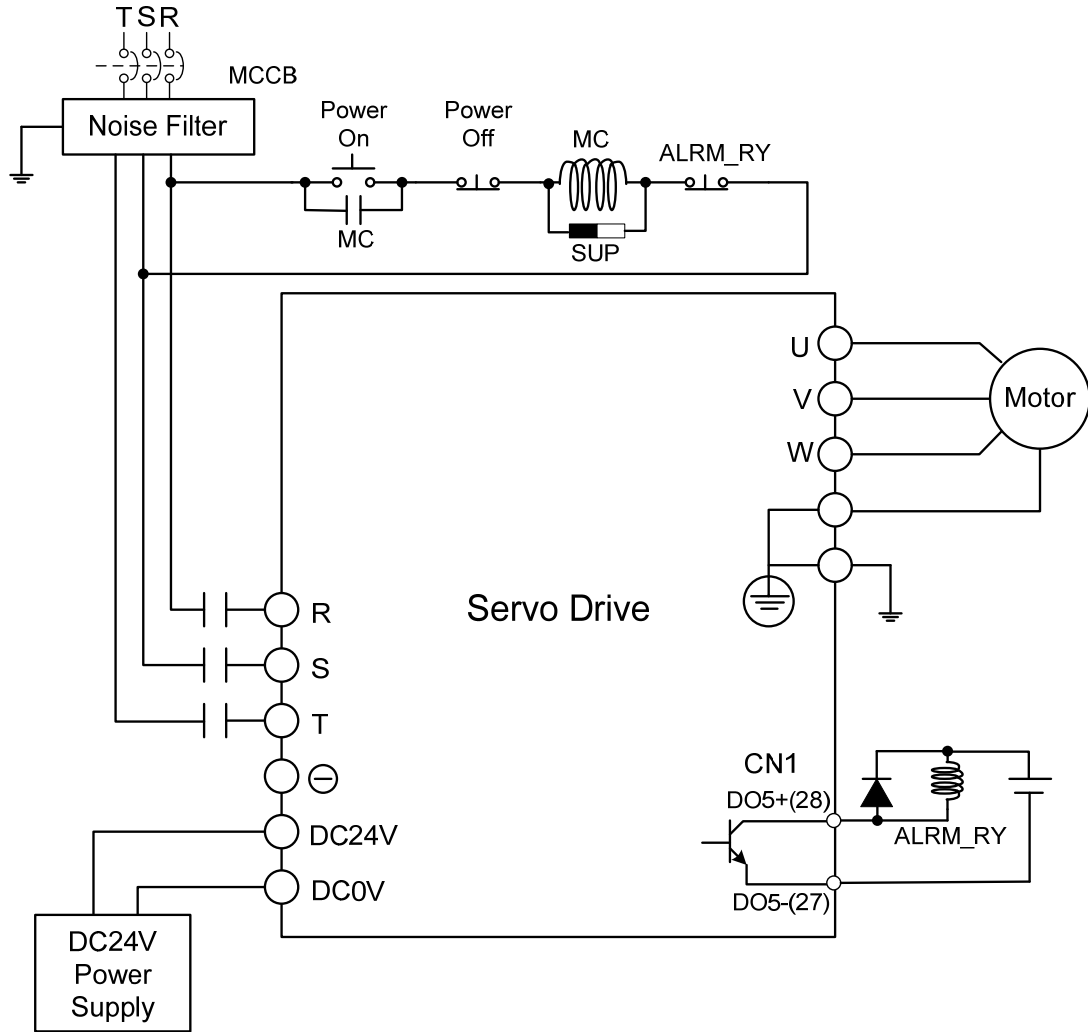 T S R
MCCB
Noise Filter
Power
On
Power
Off
MC
ALRM_RY
MC
SUP
U
V
W
Motor
Servo Drive
R
S
T
DC24V
DC0V
CN1
DO5+(28)
ALRM_RY
DO5-(27)
DC24V
Power
Supply